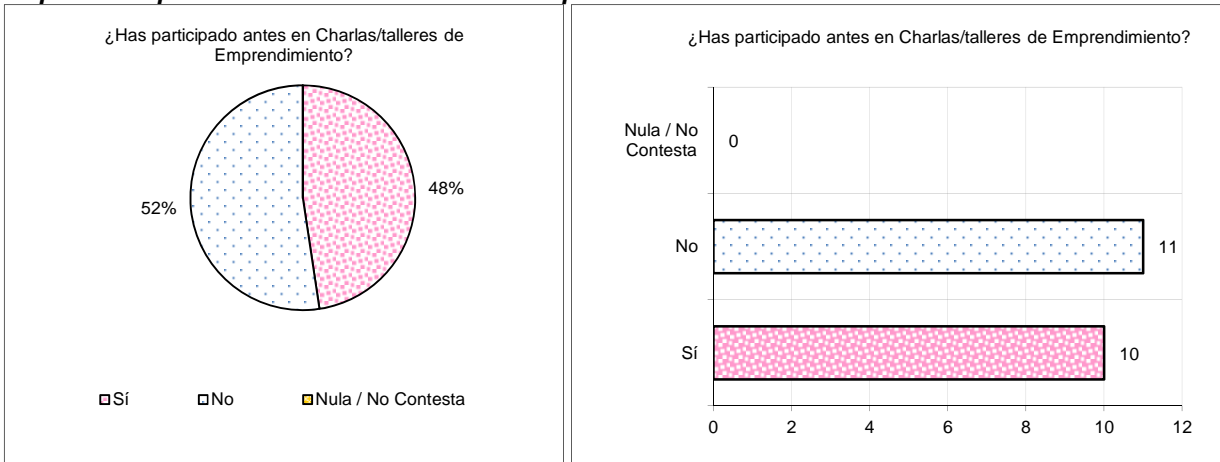 ¿Has participado antes en Charlas/talleres de
Emprendimiento?
48%
52%
Sí
No
Nula / No Contesta
¿Has participado antes en Charlas/talleres de Emprendimiento?
Nula / No
Contesta
0
No
11
Sí
10
0 2 4 6 8 10 12